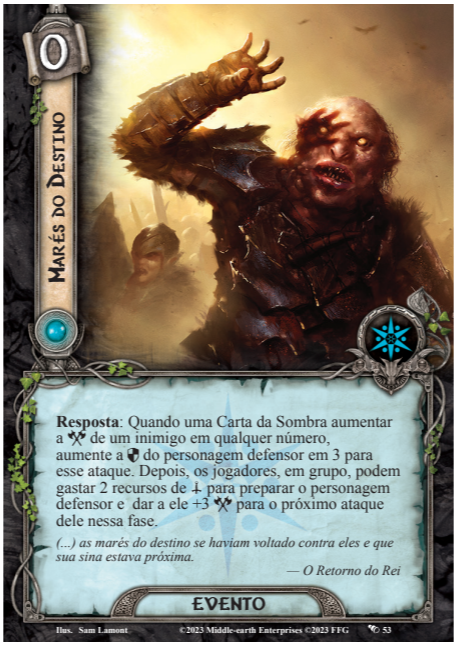 0
MARÉS DO DESTINO
Resposta: Quando uma Carta da Sombra aumentar
a de um inimigo em qualquer número,
aumente a do personagem defensor em 3 para
esse ataque. Depois, os jogadores, em grupo, podem
gastar 2 recursos de para preparar o personagem
defensor e dar a ele +3 para o próximo ataque
dele nessa fase.
(...) as marés do destino se haviam voltado contra eles e que
sua sina estava próxima.
— O Retorno do Rei
EVENTO
Ilus. Sam Lamont ©2023 Middle-earth Enterprises ©2023 FFG 53